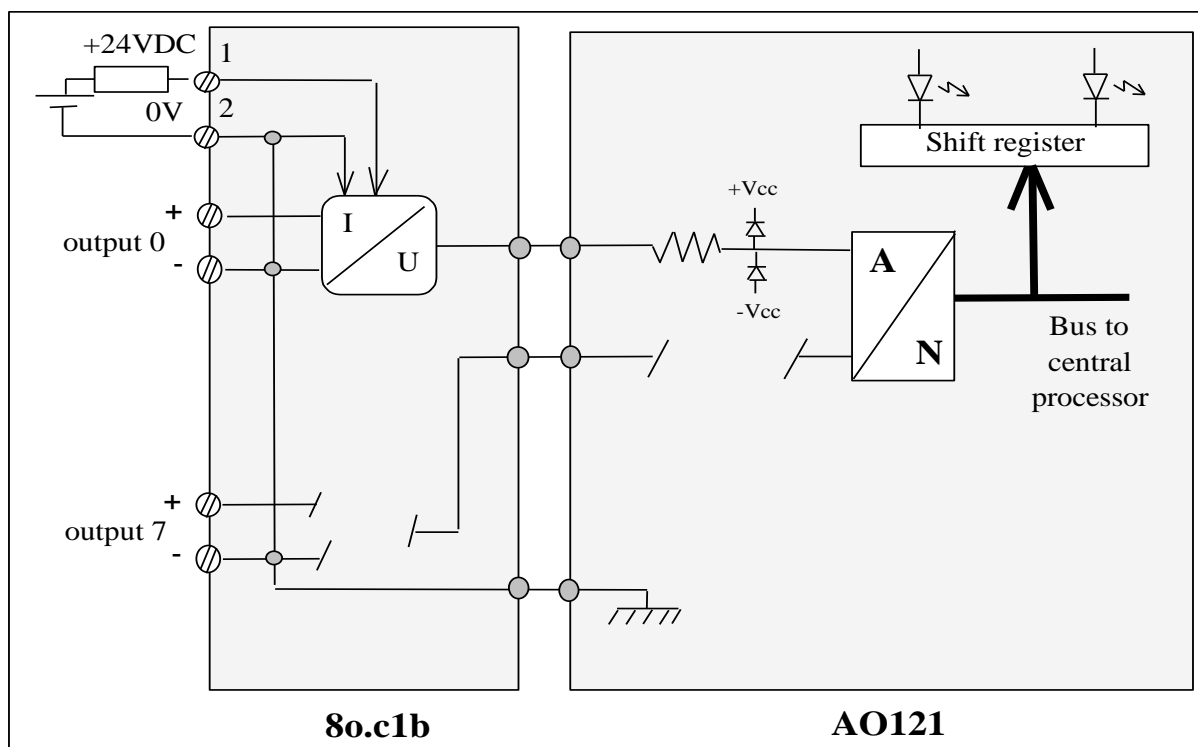 +24VDC
1
2
0V
+
output 0
-
I
U
+
output 7
-
8o.c1b
Shift register
+Vcc
-Vcc
A
N
Bus to
central
processor
AO121